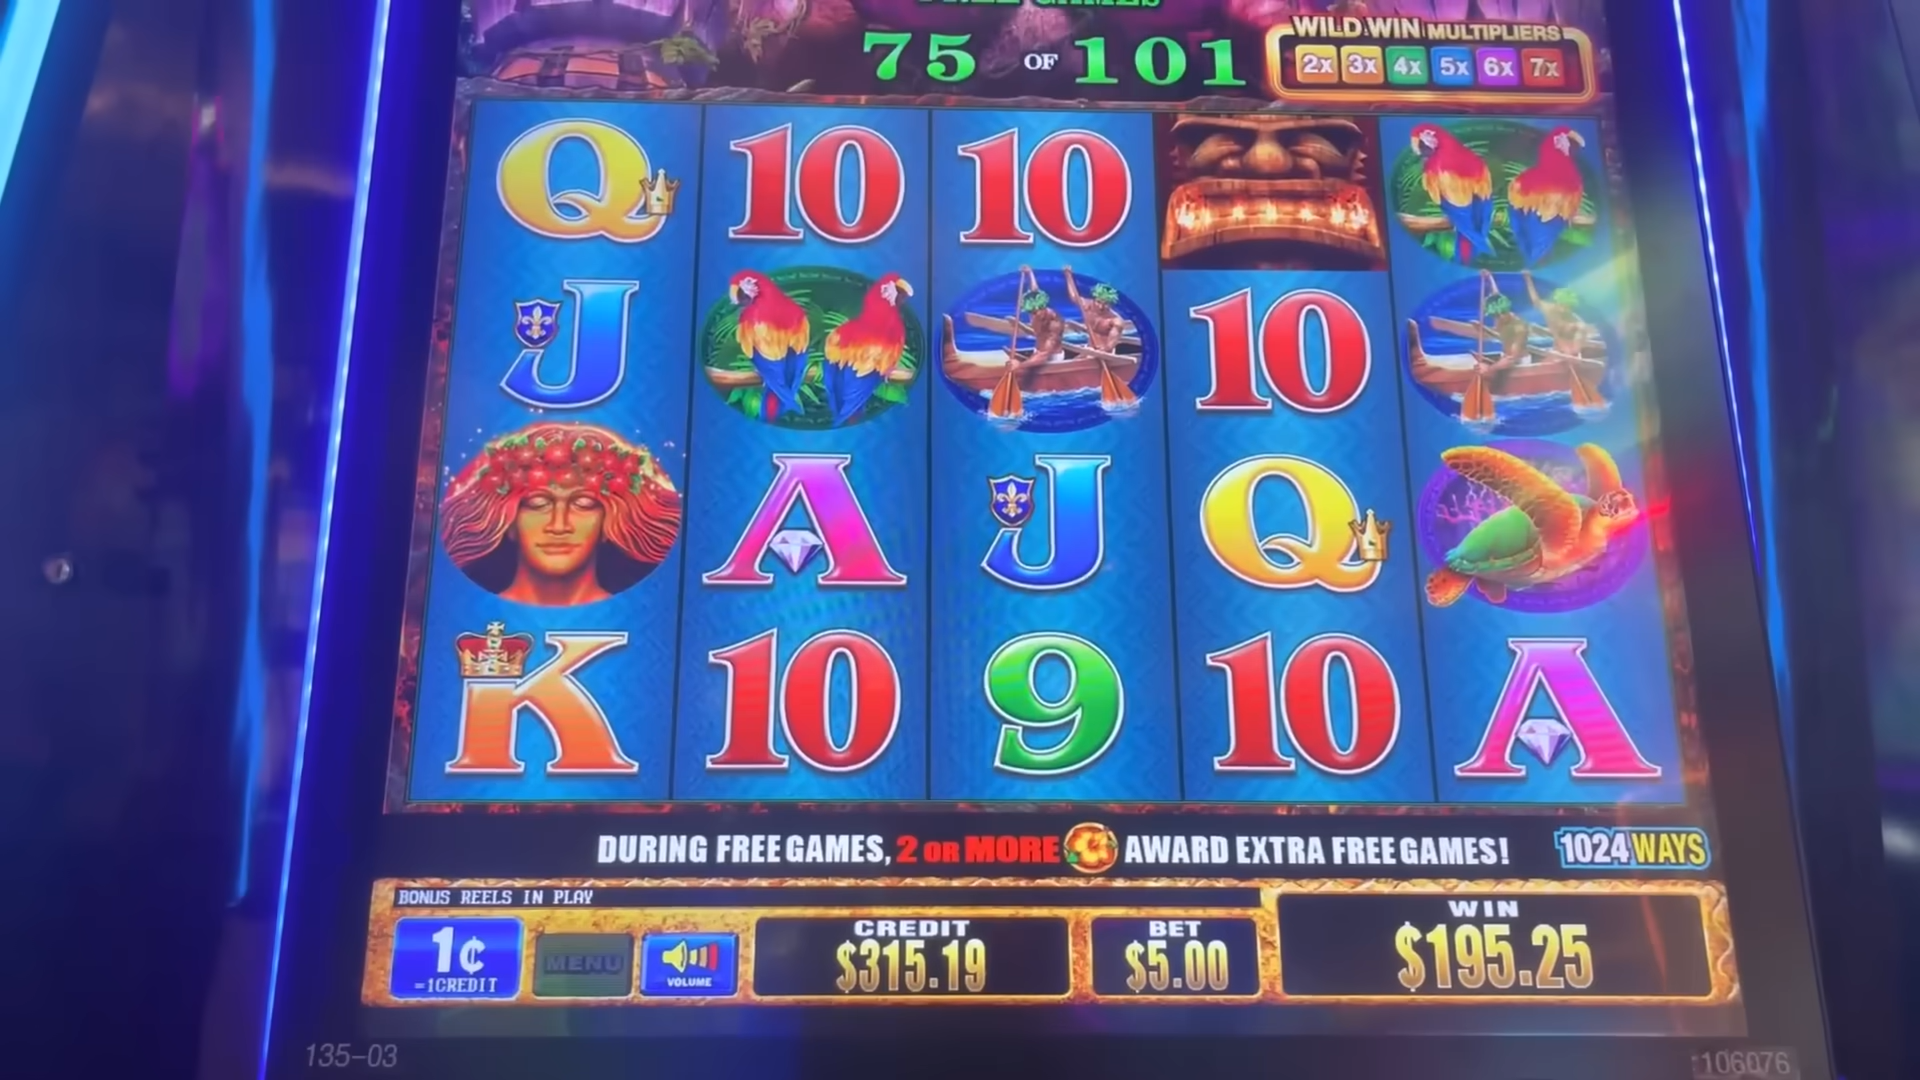 FREE GAMES
75 OF 101
WILD WIN MULTIPLIERS
2x 3x 4x 5x 6x 7x
Q 10 10
J 10
A J Q
K 10 9 10 A
DURING FREE GAMES, 2 OR MORE AWARD EXTRA FREE GAMES!
1024 WAYS
BONUS REELS IN PLAY
1¢
=1CREDIT
MENU
VOLUME
CREDIT
$315.19
BET
$5.00
WIN
$195.25
135-03
106076